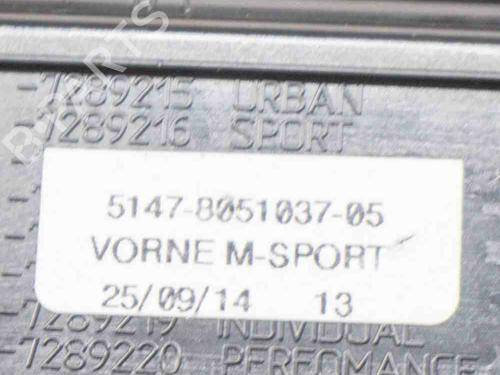 -7289215 URBAN
-7289216 SPORT
5147-8051037-05
VORNE M-SPORT
25/09/14 13
-7289219 INDIVIDUAL
-7289220 PERFOMANCE